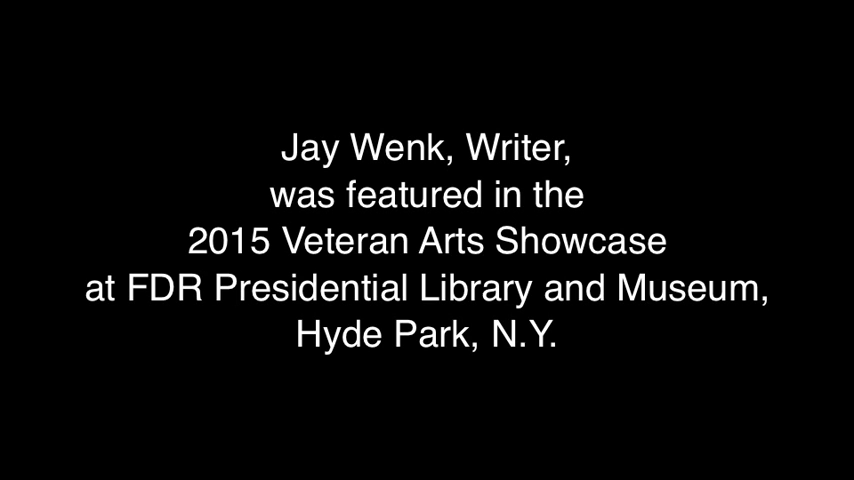 Jay Wenk, Writer,
was featured in the
2015 Veteran Arts Showcase
at FDR Presidential Library and Museum,
Hyde Park, N.Y.